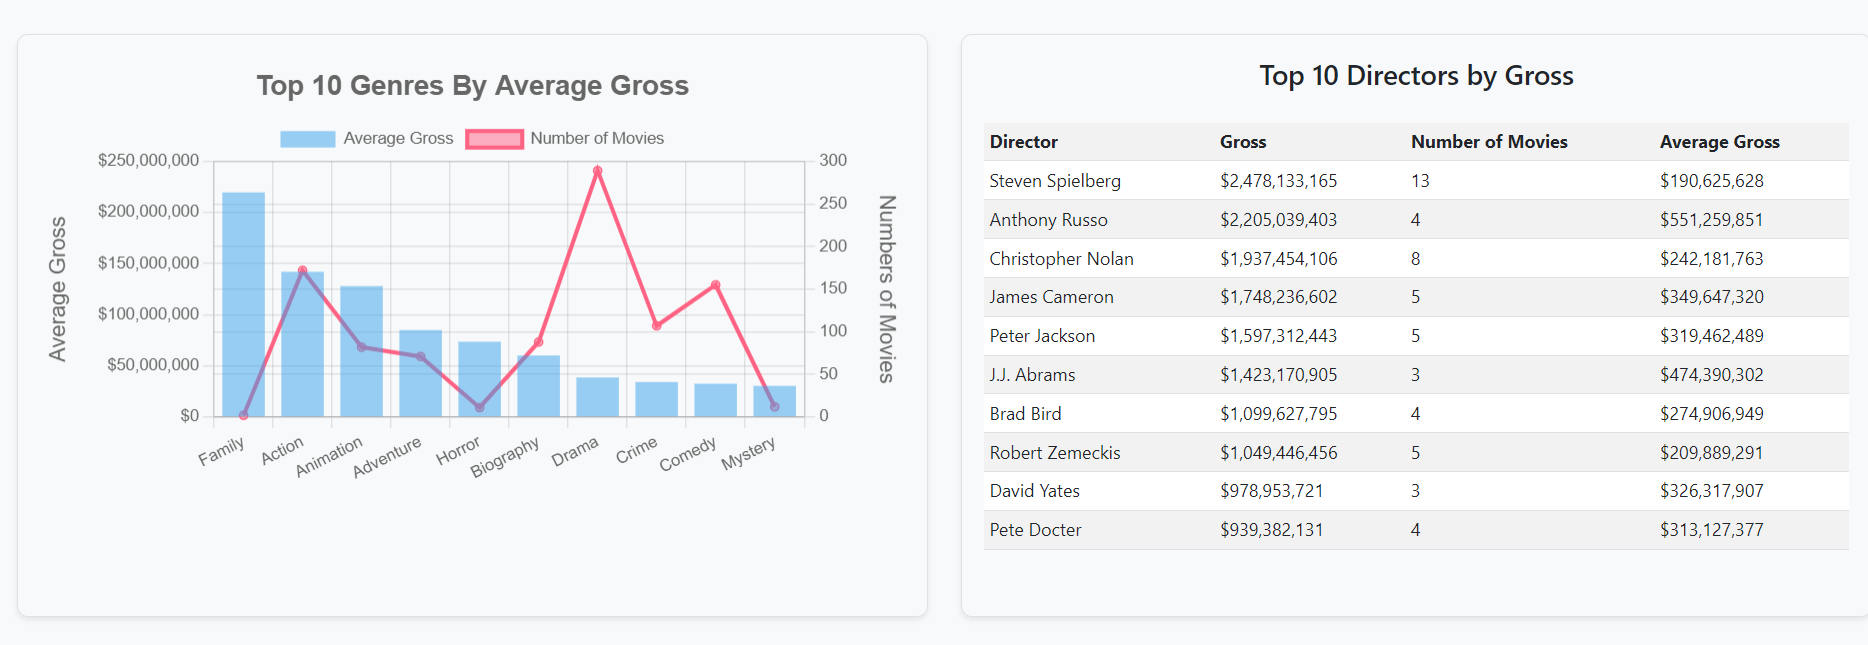 Top 10 Genres By Average Gross
Average Gross
Number of Movies
$250,000,000
$200,000,000
$150,000,000
$100,000,000
$50,000,000
$0
Average Gross
300
250
200
150
100
50
0
Numbers of Movies
Family
Action
Animation
Adventure
Horror
Biography
Drama
Crime
Comedy
Mystery
Top 10 Directors by Gross
Director Gross Number of Movies Average Gross
Steven Spielberg $2,478,133,165 13 $190,625,628
Anthony Russo $2,205,039,403 4 $551,259,851
Christopher Nolan $1,937,454,106 8 $242,181,763
James Cameron $1,748,236,602 5 $349,647,320
Peter Jackson $1,597,312,443 5 $319,462,489
J.J. Abrams $1,423,170,905 3 $474,390,302
Brad Bird $1,099,627,795 4 $274,906,949
Robert Zemeckis $1,049,446,456 5 $209,889,291
David Yates $978,953,721 3 $326,317,907
Pete Docter $939,382,131 4 $313,127,377